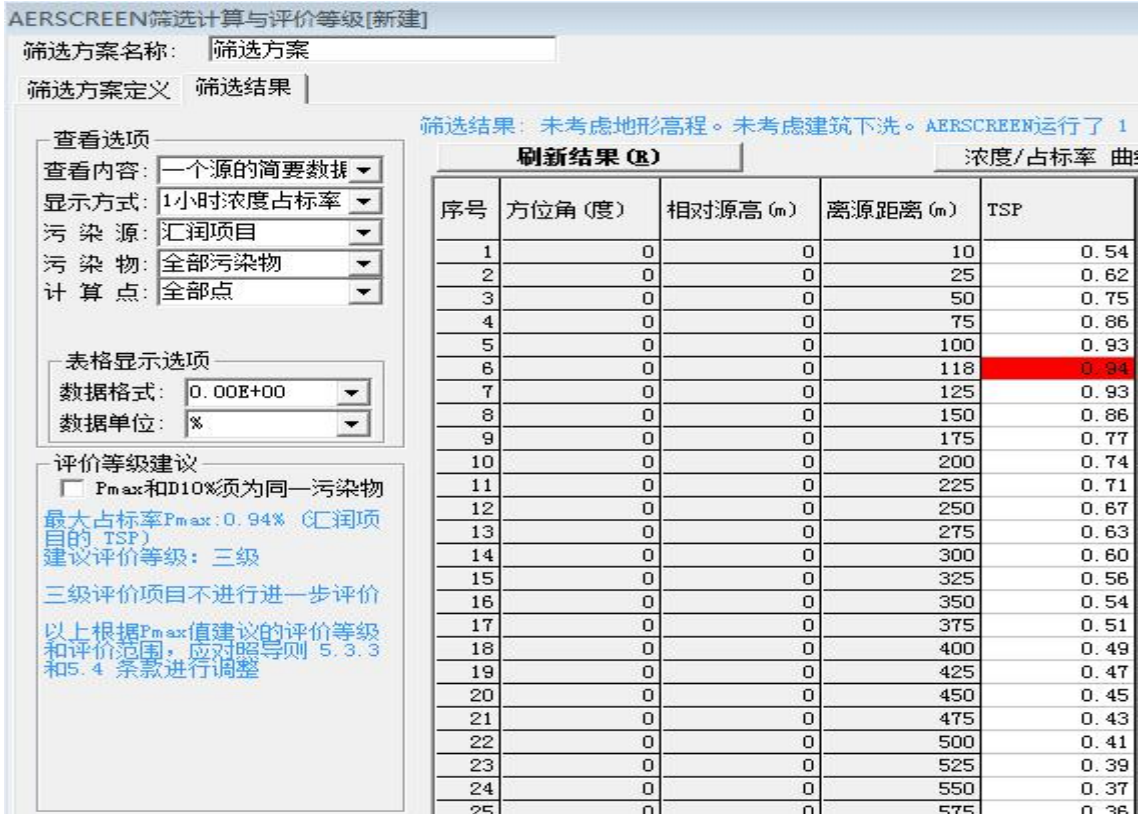 AERSCREEN筛选计算与评价等级[新建]
筛选方案名称: 筛选方案
筛选方案定义 筛选结果
查看选项
查看内容: 一个源的简要数据
显示方式: 1小时浓度占标率
污 染 源: 汇润项目
污 染 物: 全部污染物
计 算 点: 全部点
表格显示选项
数据格式: 0.00E+00
数据单位: %
评价等级建议
Pmax和D10%须为同一污染物
最大占标率Pmax:0.94% (汇润项
目的 TSP)
建议评价等级: 三级
三级评价项目不进行进一步评价
以上根据Pmax值建议的评价等级
和评价范围,应对照导则 5.3.3
和5.4 条款进行调整
筛选结果: 未考虑地形高程。未考虑建筑下洗。AERSCREEN运行了 1
刷新结果(R) 浓度/占标率
序号 方位角(度) 相对源高(m) 离源距离(m) TSP
1 0 0 10 0.54
2 0 0 25 0.62
3 0 0 50 0.75
4 0 0 75 0.86
5 0 0 100 0.93
6 0 0 118 0.94
7 0 0 125 0.93
8 0 0 150 0.86
9 0 0 175 0.77
10 0 0 200 0.74
11 0 0 225 0.71
12 0 0 250 0.67
13 0 0 275 0.63
14 0 0 300 0.60
15 0 0 325 0.56
16 0 0 350 0.54
17 0 0 375 0.51
18 0 0 400 0.49
19 0 0 425 0.47
20 0 0 450 0.45
21 0 0 475 0.43
22 0 0 500 0.41
23 0 0 525 0.39
24 0 0 550 0.37
25 0 0 575 0.36